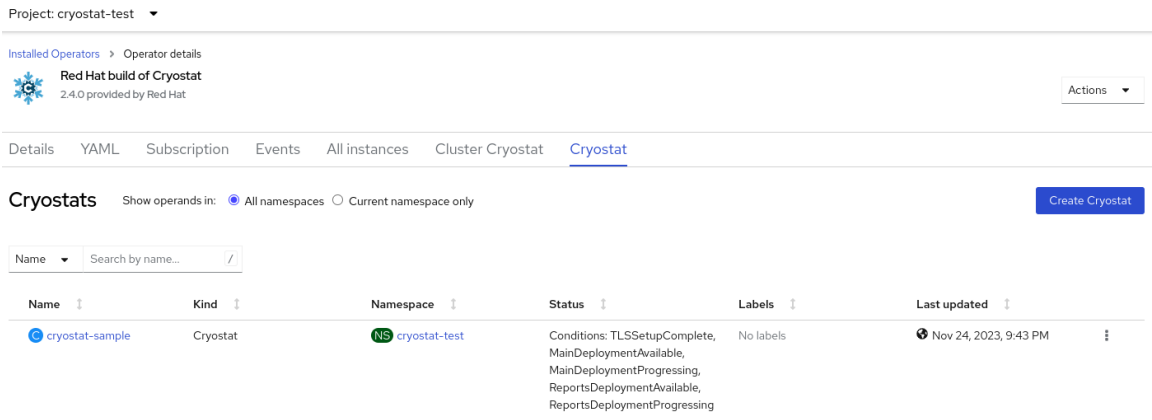 Project: cryostat-test
Installed Operators > Operator details
Red Hat build of Cryostat
2.4.0 provided by Red Hat
Actions
Details YAML Subscription Events All instances Cluster Cryostat Cryostat
Cryostats Show operands in: All namespaces Current namespace only Create Cryostat
Name Search by name... /
Name Kind Namespace Status Labels Last updated
C cryostat-sample Cryostat NS cryostat-test Conditions: TLSSetupComplete, No labels Nov 24, 2023, 9:43 PM
MainDeploymentAvailable,
MainDeploymentProgressing,
ReportsDeploymentAvailable,
ReportsDeploymentProgressing